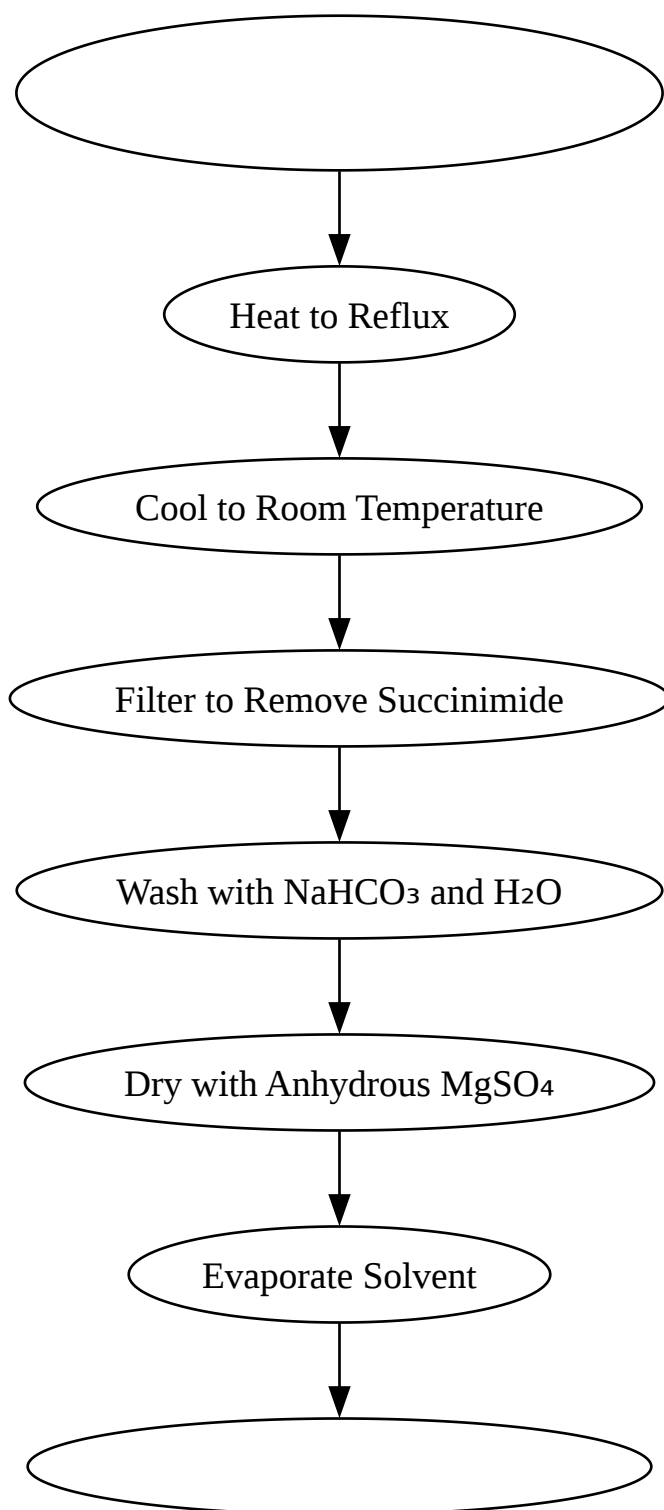 Heat to Reflux
Cool to Room Temperature
Filter to Remove Succinimide
Wash with NaHCO₃ and H₂O
Dry with Anhydrous MgSO₄
Evaporate Solvent